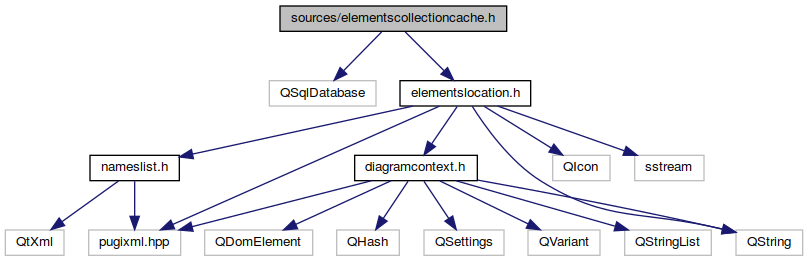 sources/elementscollectioncache.h
QSqlDatabase
elementslocation.h
nameslist.h
diagramcontext.h
QIcon
sstream
QtXml
pugixml.hpp
QDomElement
QHash
QSettings
QVariant
QStringList
QString